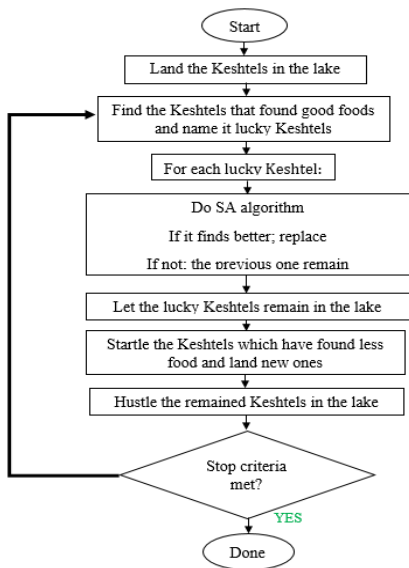 Start
Land the Keshtels in the lake
Find the Keshtels that found good foods
and name it lucky Keshtels
For each lucky Keshtel:
Do SA algorithm
If it finds better; replace
If not: the previous one remain
Let the lucky Keshtels remain in the lake
Startle the Keshtels which have found less
food and land new ones
Hustle the remained Keshtels in the lake
Stop criteria
met?
YES
Done